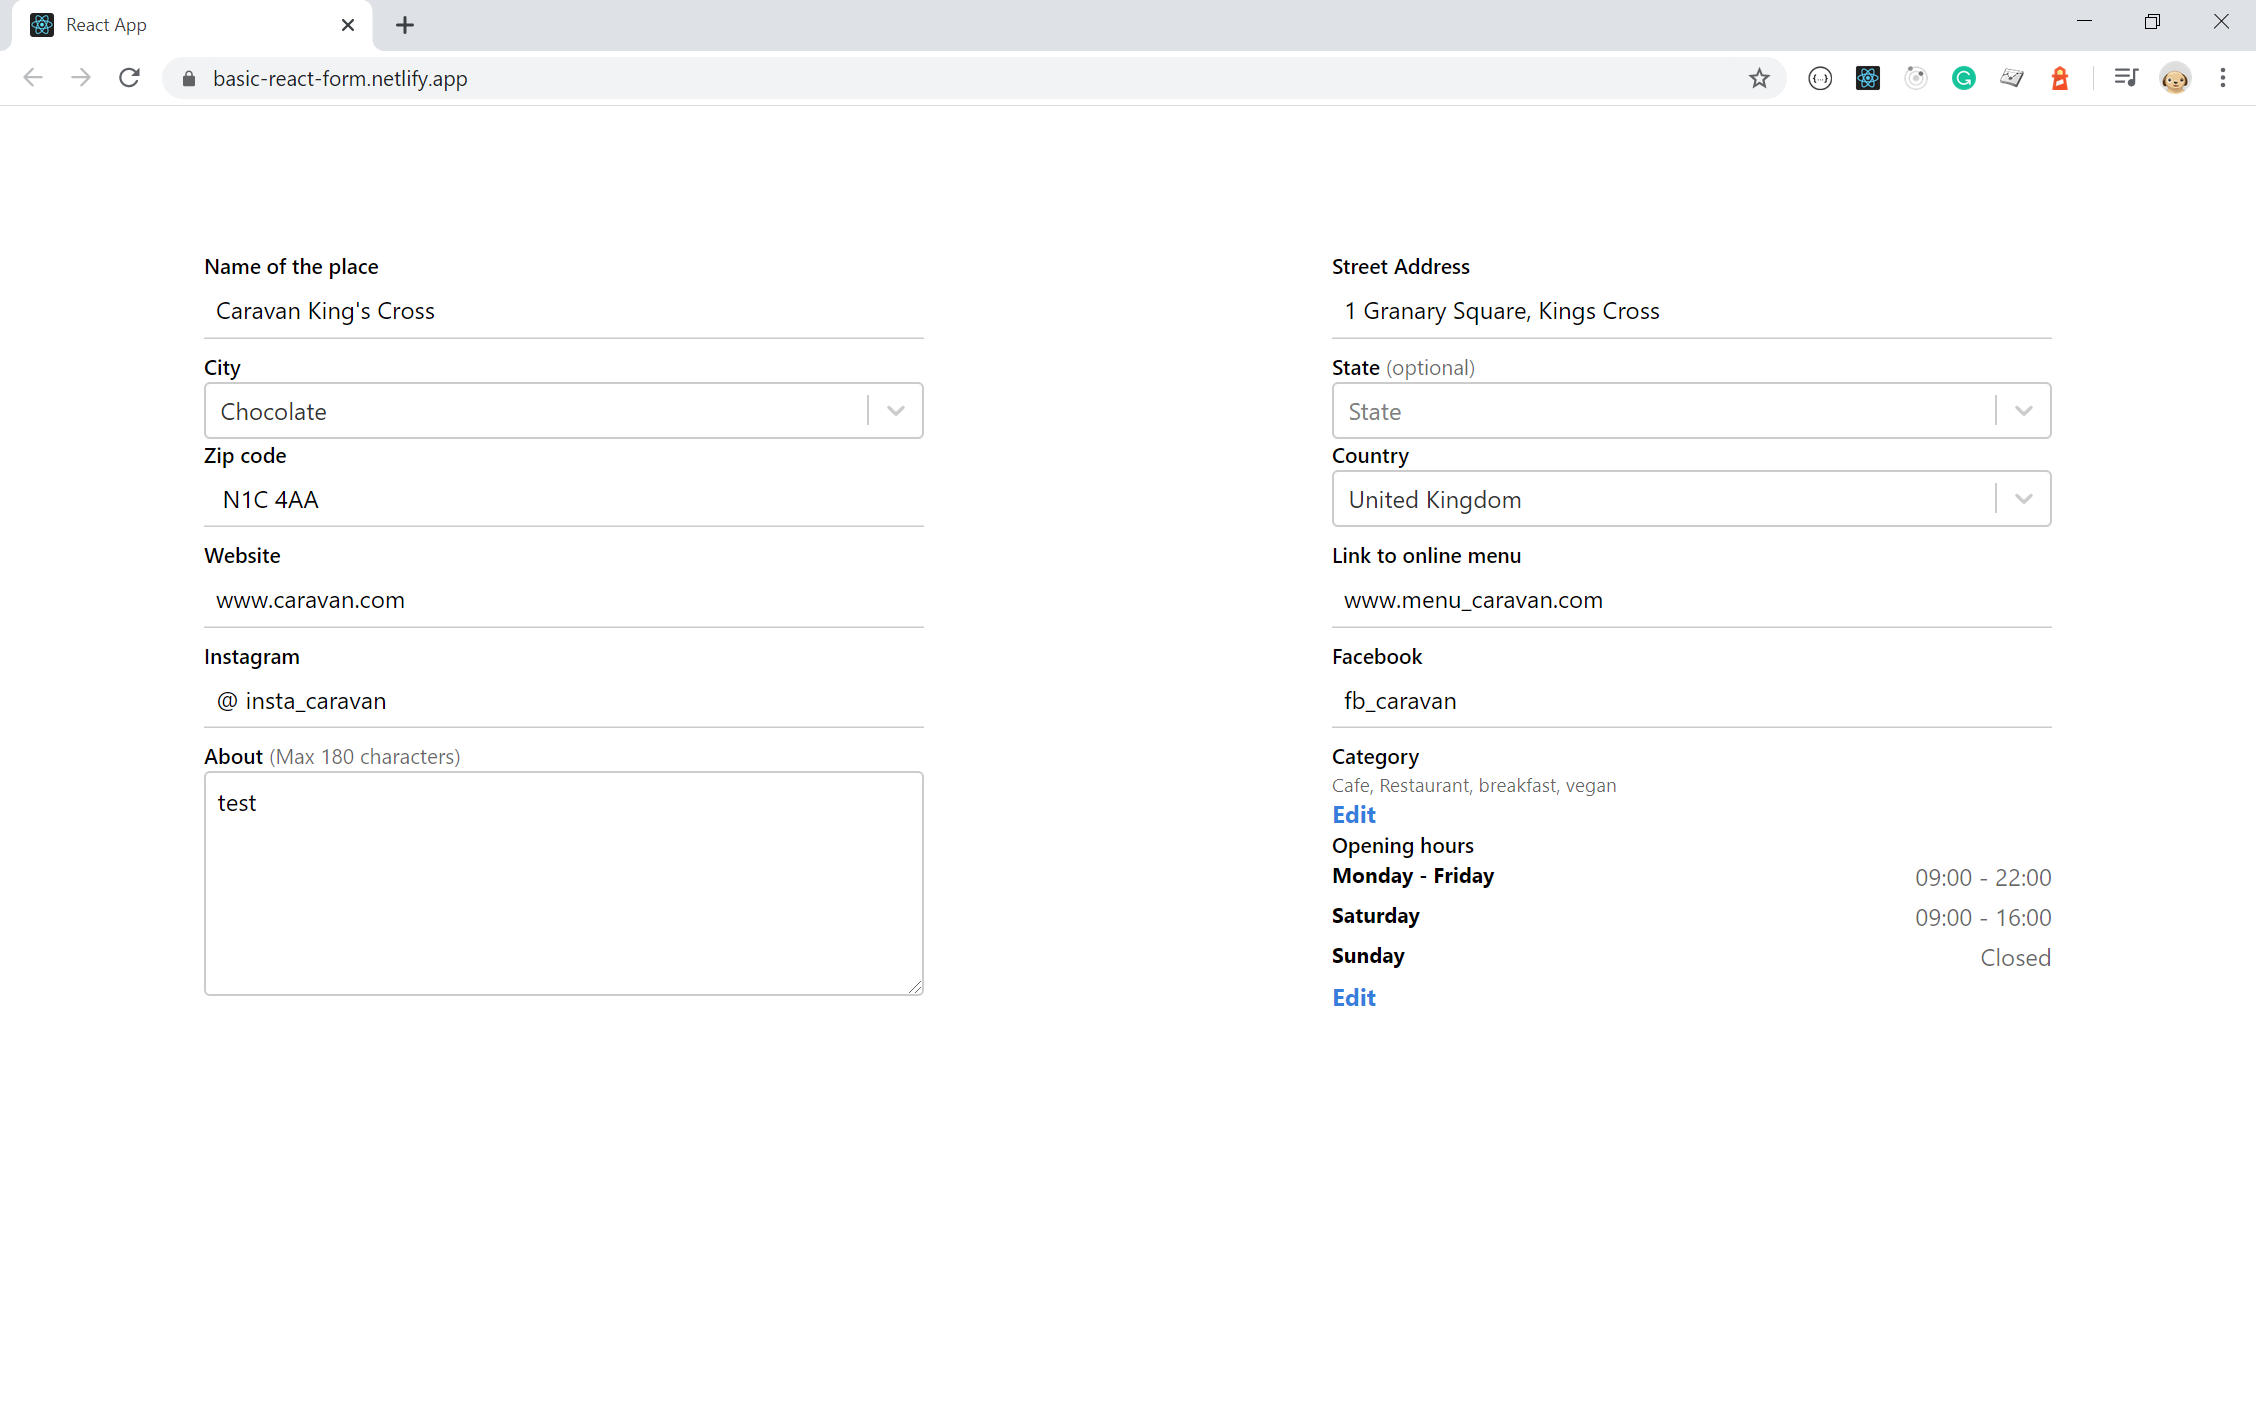 React App
basic-react-form.netlify.app
Name of the place
Caravan King's Cross
Street Address
1 Granary Square, Kings Cross
City
Chocolate
State (optional)
State
Zip code
N1C 4AA
Country
United Kingdom
Website
www.caravan.com
Link to online menu
www.menu_caravan.com
Instagram
@ insta_caravan
Facebook
fb_caravan
About (Max 180 characters)
test
Category
Cafe, Restaurant, breakfast, vegan
Edit
Opening hours
Monday - Friday 09:00 - 22:00
Saturday 09:00 - 16:00
Sunday Closed
Edit